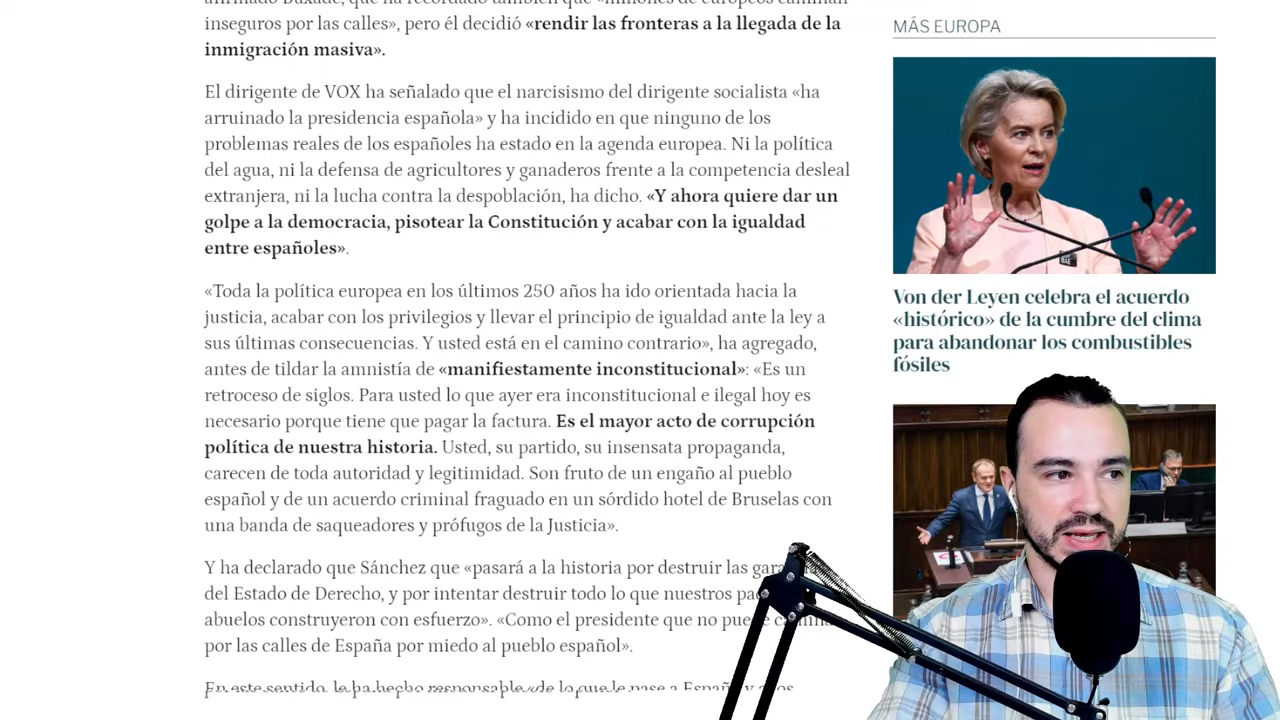 afirmado Buxadé, que ha recordado también que «millones de europeos caminan
inseguros por las calles», pero él decidió «rendir las fronteras a la llegada de la
inmigración masiva».
El dirigente de VOX ha señalado que el narcisismo del dirigente socialista «ha
arruinado la presidencia española» y ha incidido en que ninguno de los
problemas reales de los españoles ha estado en la agenda europea. Ni la política
del agua, ni la defensa de agricultores y ganaderos frente a la competencia desleal
extranjera, ni la lucha contra la despoblación, ha dicho. «Y ahora quiere dar un
golpe a la democracia, pisotear la Constitución y acabar con la igualdad
entre españoles».
«Toda la política europea en los últimos 250 años ha ido orientada hacia la
justicia, acabar con los privilegios y llevar el principio de igualdad ante la ley a
sus últimas consecuencias. Y usted está en el camino contrario», ha agregado,
antes de tildar la amnistía de «manifiestamente inconstitucional»: «Es un
retroceso de siglos. Para usted lo que ayer era inconstitucional e ilegal hoy es
necesario porque tiene que pagar la factura. Es el mayor acto de corrupción
política de nuestra historia. Usted, su partido, su insensata propaganda,
carecen de toda autoridad y legitimidad. Son fruto de un engaño al pueblo
español y de un acuerdo criminal fraguado en un sórdido hotel de Bruselas con
una banda de saqueadores y prófugos de la Justicia».
Y ha declarado que Sánchez que «pasará a la historia por destruir las
del Estado de Derecho, y por intentar destruir todo lo que nuestros
abuelos construyeron con esfuerzo». «Como el presidente que no
por las calles de España por miedo al pueblo español».
En este sentido, le ha hecho responsable «de lo que le pase a España y a los
MÁS EUROPA
Von der Leyen celebra el acuerdo
«histórico» de la cumbre del clima
para abandonar los combustibles
fósiles